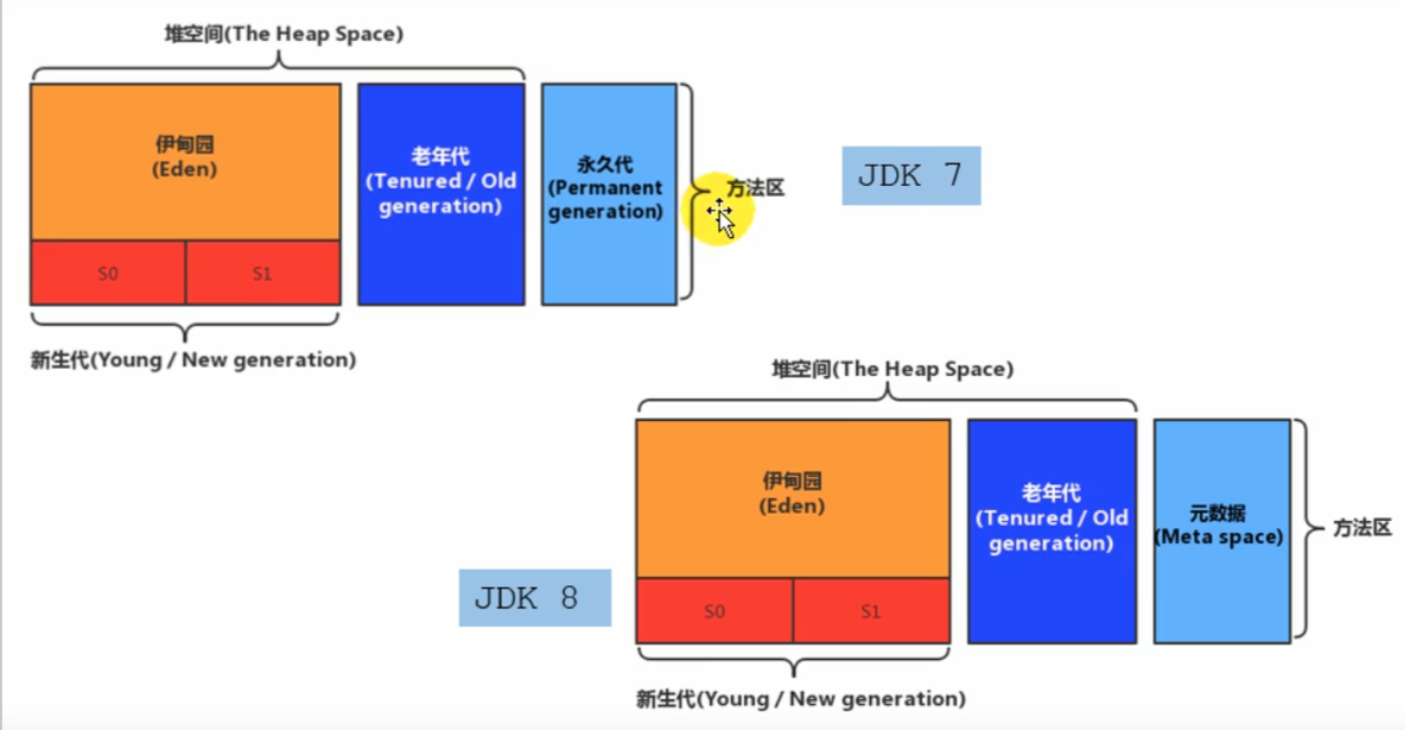 堆空间(The Heap Space)
伊甸园
(Eden)
S0
S1
老年代
(Tenured / Old
generation)
永久代
(Permanent
generation)
方法区
JDK 7
新生代(Young / New generation)
堆空间(The Heap Space)
伊甸园
(Eden)
S0
S1
老年代
(Tenured / Old
generation)
元数据
(Meta space)
方法区
JDK 8
新生代(Young / New generation)